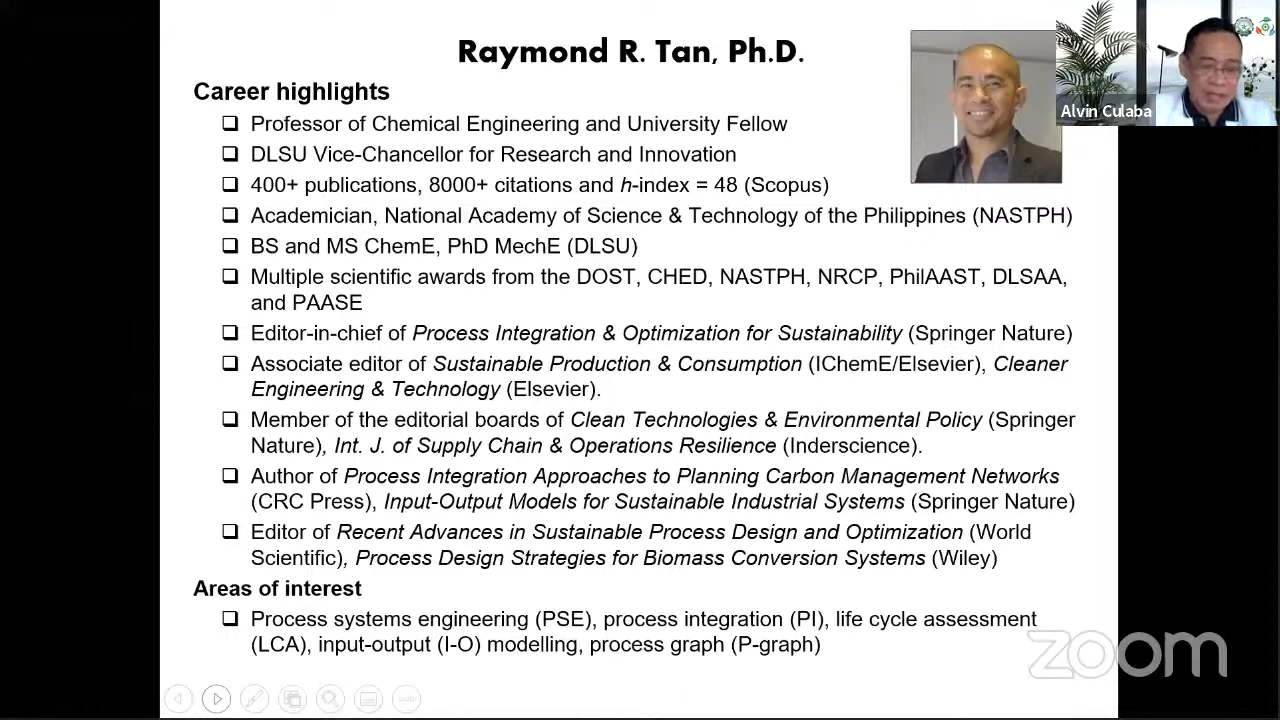 Raymond R. Tan, Ph.D.
Alvin Culaba
Career highlights
Professor of Chemical Engineering and University Fellow
DLSU Vice-Chancellor for Research and Innovation
400+ publications, 8000+ citations and h-index = 48 (Scopus)
Academician, National Academy of Science & Technology of the Philippines (NASTPH)
BS and MS ChemE, PhD MechE (DLSU)
Multiple scientific awards from the DOST, CHED, NASTPH, NRCP, PhilAAST, DLSAA,
and PAASE
Editor-in-chief of Process Integration & Optimization for Sustainability (Springer Nature)
Associate editor of Sustainable Production & Consumption (IChemE/Elsevier), Cleaner
Engineering & Technology (Elsevier).
Member of the editorial boards of Clean Technologies & Environmental Policy (Springer
Nature), Int. J. of Supply Chain & Operations Resilience (Inderscience).
Author of Process Integration Approaches to Planning Carbon Management Networks
(CRC Press), Input-Output Models for Sustainable Industrial Systems (Springer Nature)
Editor of Recent Advances in Sustainable Process Design and Optimization (World
Scientific), Process Design Strategies for Biomass Conversion Systems (Wiley)
Areas of interest
Process systems engineering (PSE), process integration (PI), life cycle assessment
(LCA), input-output (I-O) modelling, process graph (P-graph)
zoom